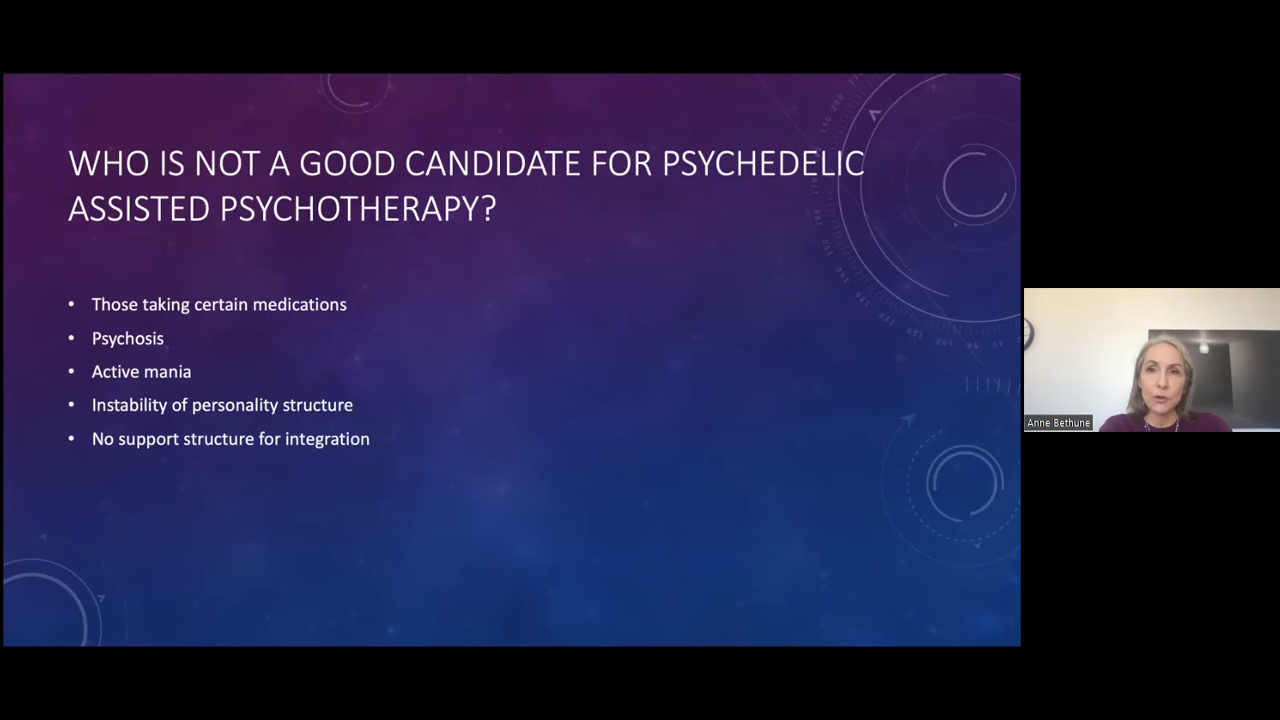 WHO IS NOT A GOOD CANDIDATE FOR PSYCHEDELIC
ASSISTED PSYCHOTHERAPY?
• Those taking certain medications
• Psychosis
• Active mania
• Instability of personality structure
• No support structure for integration
Anne Bethune